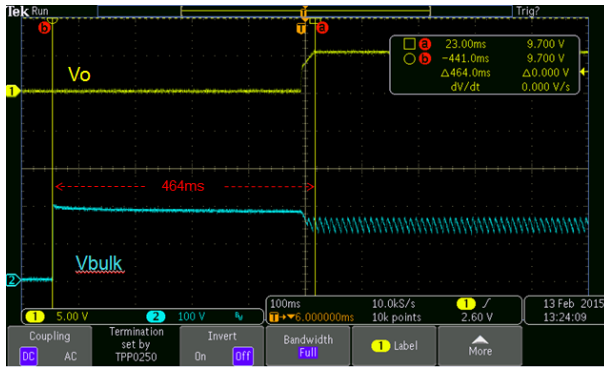 Tek Run Trig?
b T a
a 23.00ms 9.700 V
b -441.0ms 9.700 V
Δ464.0ms Δ0.000 V
dV/dt 0.000 V/s
Vo
1
464ms
Vbulk
2
1 5.00 V 2 100 V
100ms 10.0kS/s 1
T→▼6.000000ms 10k points 2.60 V
13 Feb 2015
13:24:09
Coupling
DC AC
Termination
set by
TPP0250
Invert
On Off
Bandwidth
Full
1 Label
More